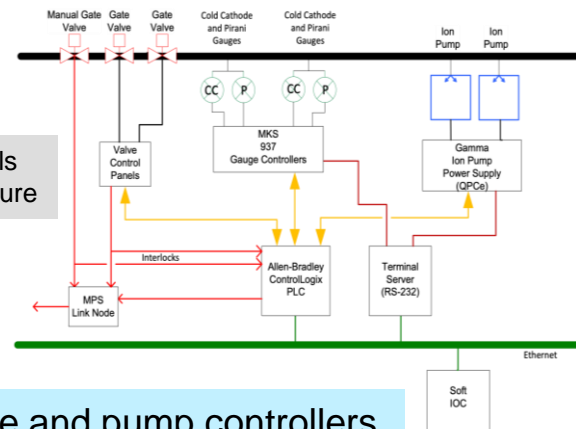 Manual Gate
Valve
Gate
Valve
Gate
Valve
Cold Cathode
and Pirani
Gauges
Cold Cathode
and Pirani
Gauges
Ion
Pump
Ion
Pump
CC
P
CC
P
MKS
937
Gauge Controllers
Valve
Control
Panels
Gamma
Ion Pump
Power Supply
(QPCe)
ls
ure
Interlocks
MPS
Link Node
Allen-Bradley
ControlLogix
PLC
Terminal
Server
(RS-232)
Ethernet
Soft
IOC
e and pump controllers